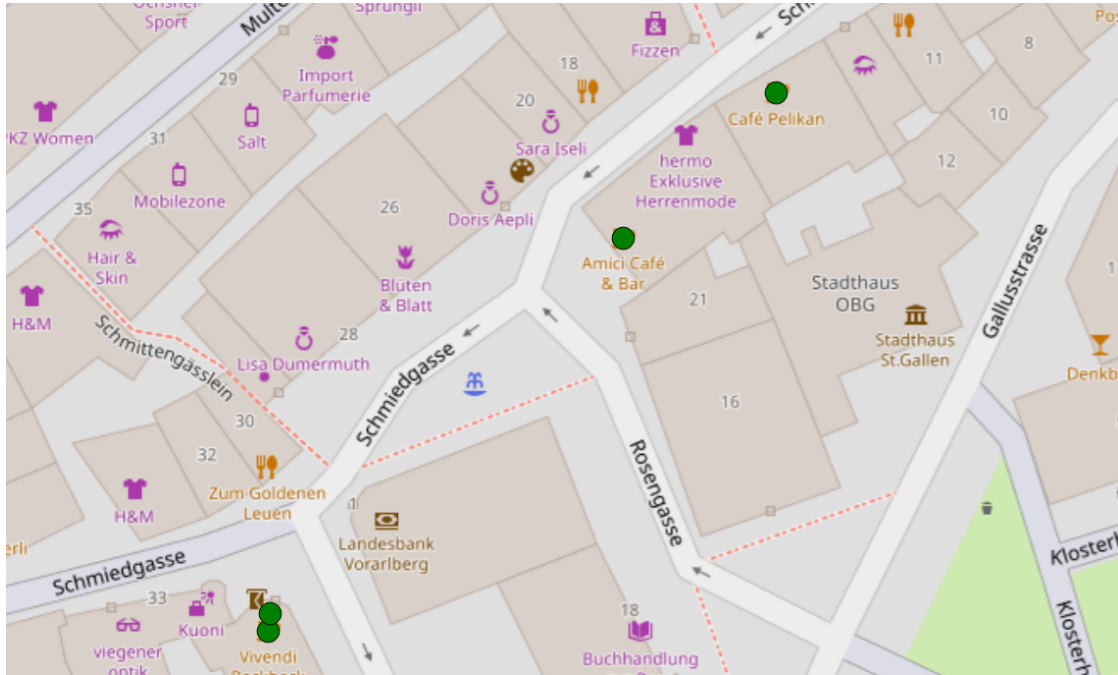 Sport
Fizzen
18
11
8
29
Import
Parfumerie
20
10
PKZ Women
31
Salt
Sara Iseli
Café Pelikan
hermo
Exklusive
Herrenmode
12
35
Mobilezone
26
Doris Aepli
Hair &
Skin
Blüten
& Blatt
Amici Café
& Bar
21
Stadthaus
OBG
Gallusstrasse
H&M
Schmittengässlein
28
Lisa Dumermuth
Schmiedgasse
Stadthaus
St.Gallen
30
16
32
Rosengasse
H&M
Zum Goldenen
Leuen
1
Landesbank
Vorarlberg
Schmiedgasse
33
Kuoni
viegener
optik
Vivendi
18
Buchhandlung